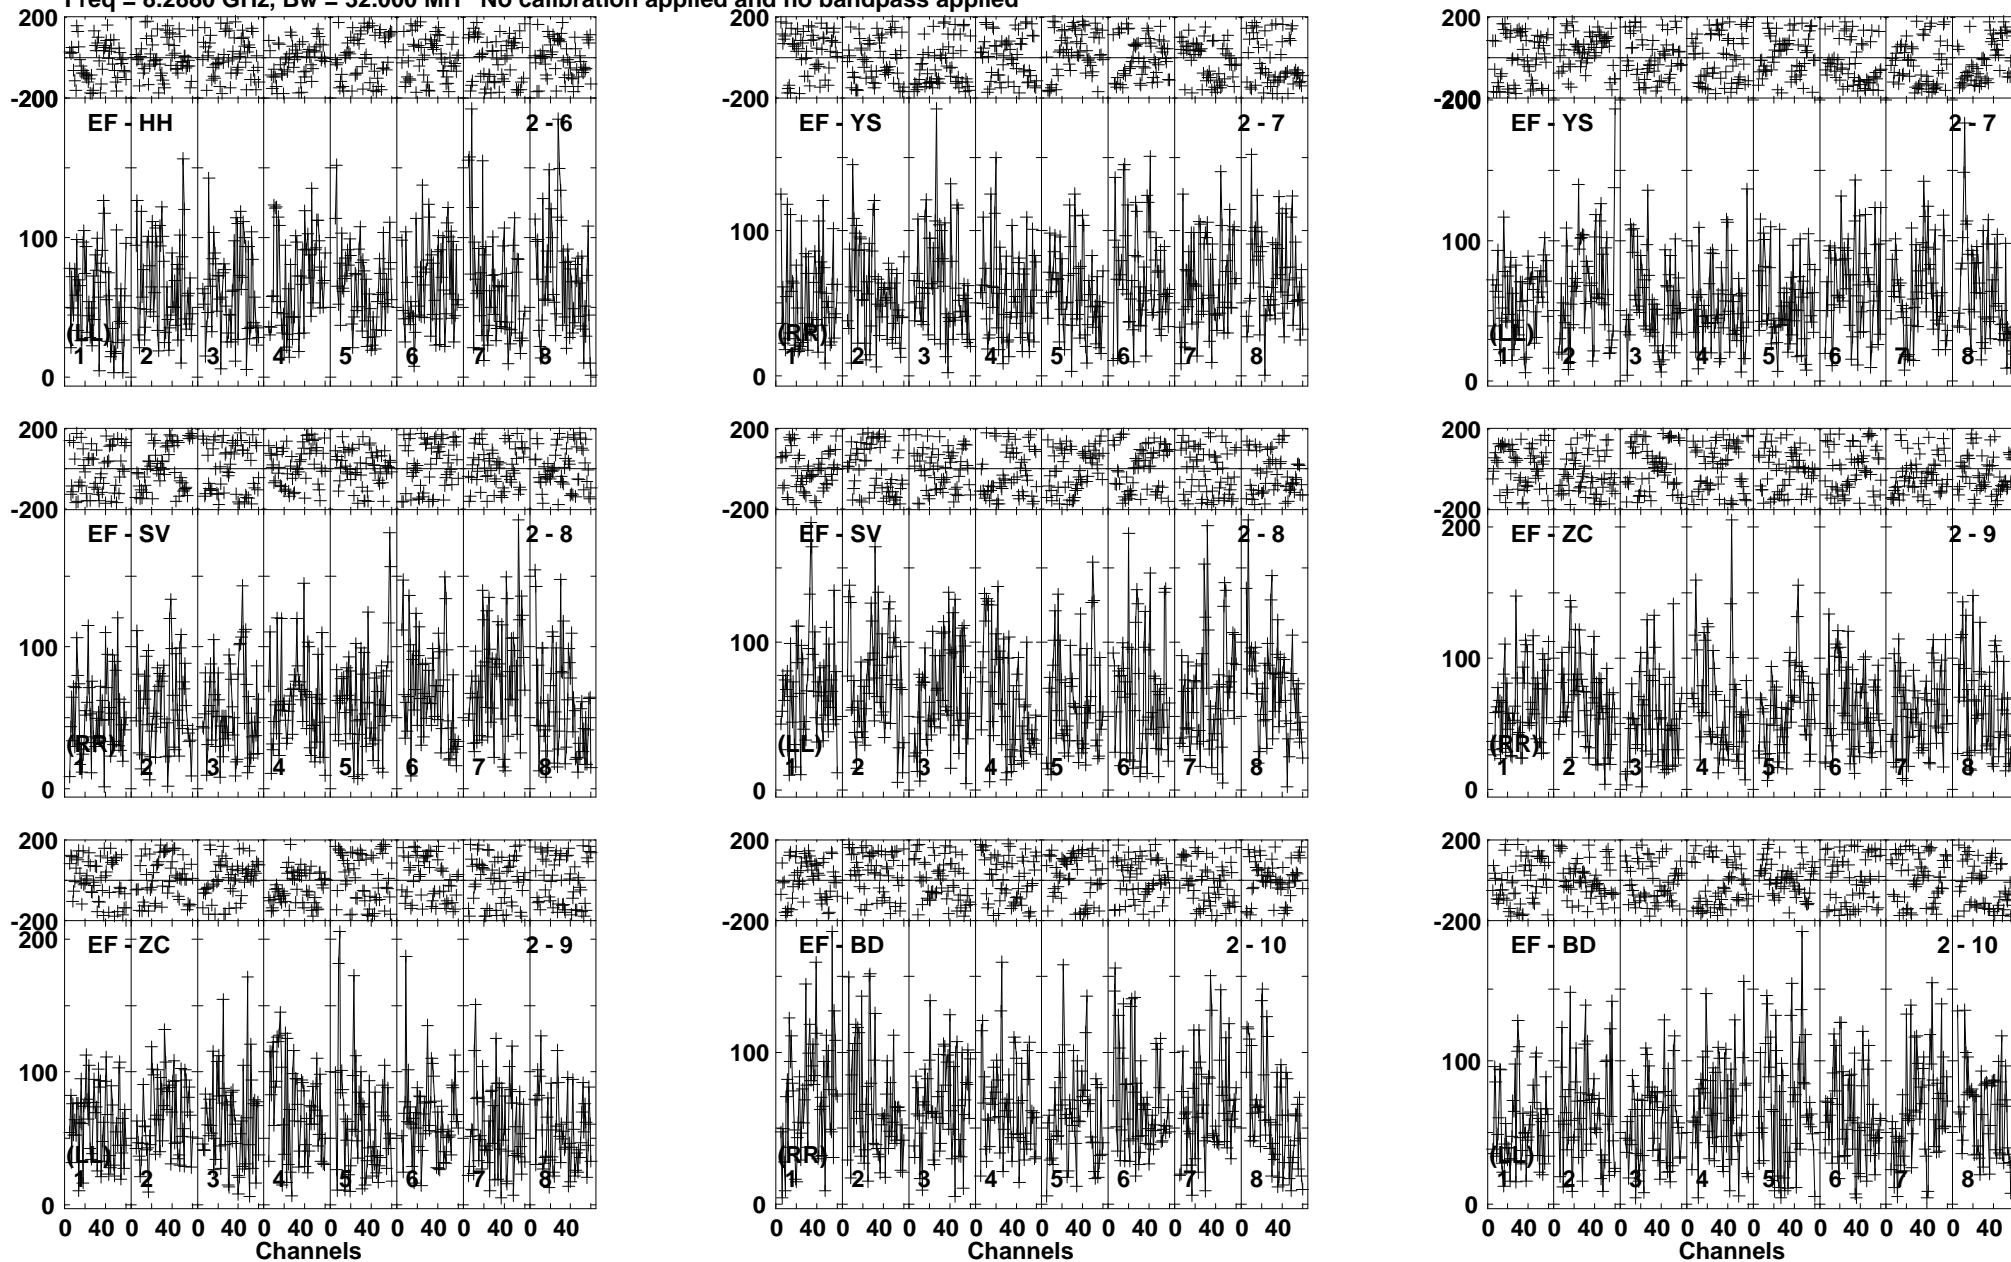 Freq = 8.2880 GHz, Bw = 32.000 MH No calibration applied and no bandpass applied
200 200 200
-200 -200 -200
200
EF - HH 2 - 6 EF - YS 2 - 7 EF - YS 2 - 7
100 100 100
(LL) (RR) (LL)
1 2 3 4 5 6 7 8 1 2 3 4 5 6 7 8 1 2 3 4 5 6 7 8
0 0 0
200 200 200
-200 -200 -200
200
EF - SV 2 - 8 EF - SV 2 - 8 EF - ZC 2 - 9
100 100 100
(RR) (LL) (RR)
1 2 3 4 5 6 7 8 1 2 3 4 5 6 7 8 1 2 3 4 5 6 7 8
0 0 0
200 200 200
-200 -200 -200
200
EF - ZC 2 - 9 EF - BD 2 - 10 EF - BD 2 - 10
100 100 100
(LL) (RR) (LL)
1 2 3 4 5 6 7 8 1 2 3 4 5 6 7 8 1 2 3 4 5 6 7 8
0 0 0
0 40 0 40 0 40 0 40 0 40 0 40 0 40 0 40 0 40 0 40 0 40 0 40 0 40 0 40 0 40 0 40 0 40 0 40 0 40 0 40 0 40 0 40 0 40 0 40
Channels Channels Channels